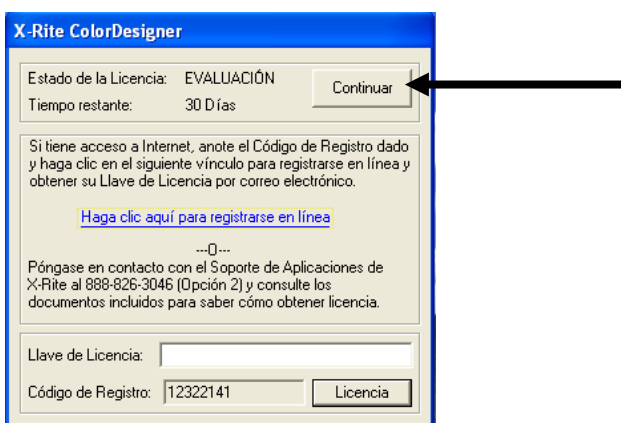 X-Rite ColorDesigner
Estado de la Licencia: EVALUACIÓN
Continuar
Tiempo restante: 30 Días
Si tiene acceso a Internet, anote el Código de Registro dado
y haga clic en el siguiente vínculo para registrarse en línea y
obtener su Llave de Licencia por correo electrónico.
Haga clic aquí para registrarse en línea
---O---
Póngase en contacto con el Soporte de Aplicaciones de
X-Rite al 888-826-3046 (Opción 2) y consulte los
documentos incluidos para saber cómo obtener licencia.
Llave de Licencia:
Código de Registro: 12322141
Licencia